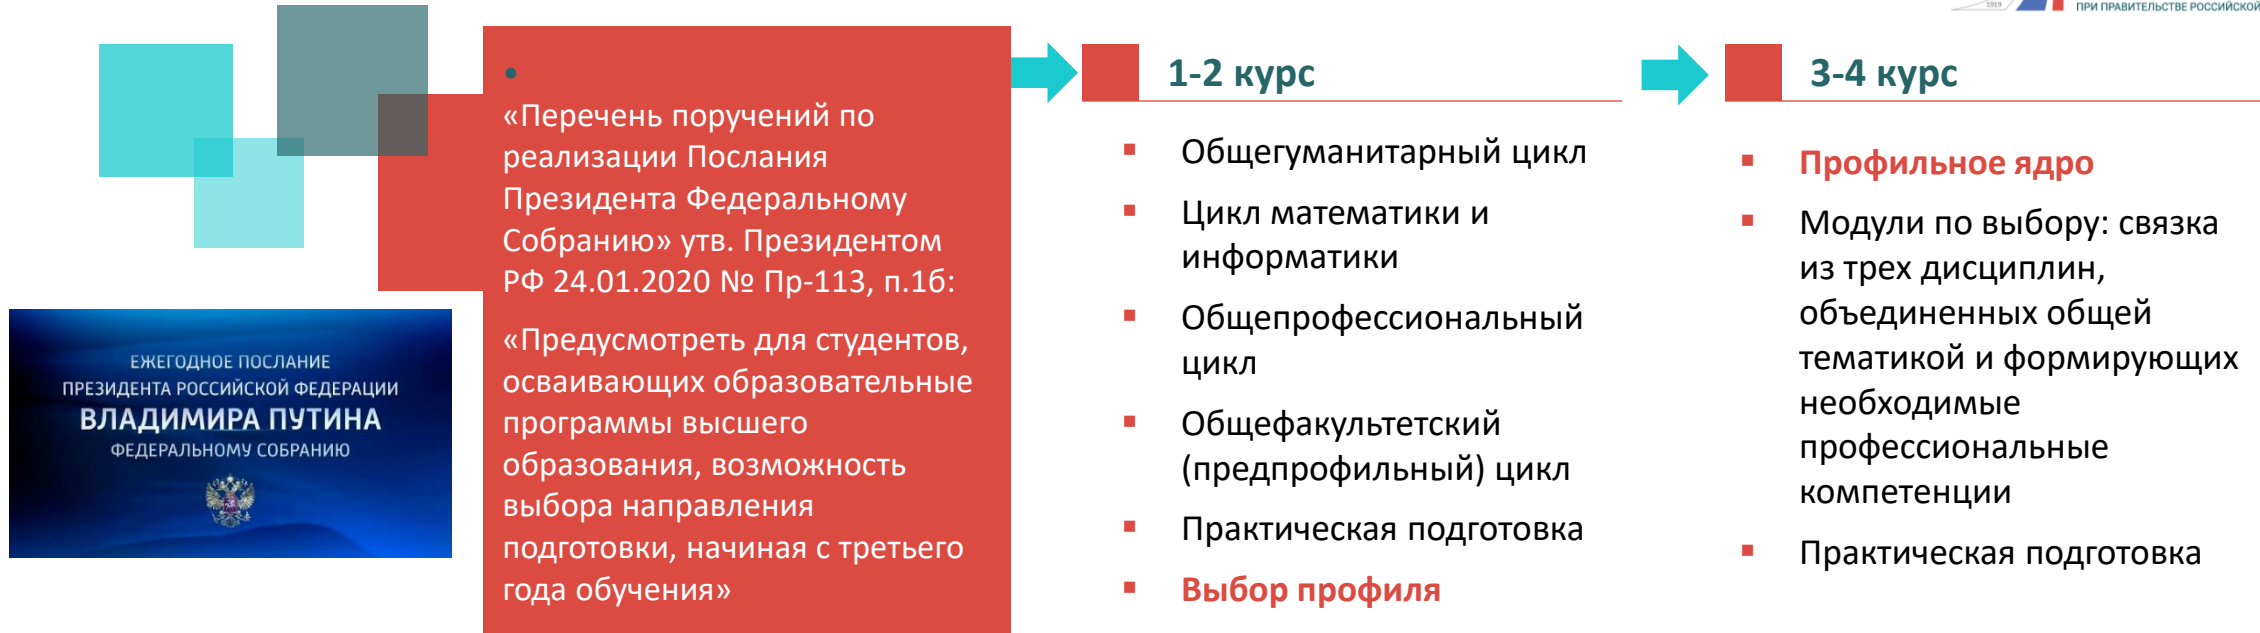 1919
ПРИ ПРАВИТЕЛЬСТВЕ РОССИЙСКОЙ
«Перечень поручений по
реализации Послания
Президента Федеральному
Собранию» утв. Президентом
РФ 24.01.2020 № Пр-113, п.1б:
«Предусмотреть для студентов,
осваивающих образовательные
программы высшего
образования, возможность
выбора направления
подготовки, начиная с третьего
года обучения»
ЕЖЕГОДНОЕ ПОСЛАНИЕ
ПРЕЗИДЕНТА РОССИЙСКОЙ ФЕДЕРАЦИИ
ВЛАДИМИРА ПУТИНА
ФЕДЕРАЛЬНОМУ СОБРАНИЮ
1-2 курс
Общегуманитарный цикл
Цикл математики и
информатики
Общепрофессиональный
цикл
Общефакультетский
(предпрофильный) цикл
Практическая подготовка
Выбор профиля
3-4 курс
Профильное ядро
Модули по выбору: связка
из трех дисциплин,
объединенных общей
тематикой и формирующих
необходимые
профессиональные
компетенции
Практическая подготовка